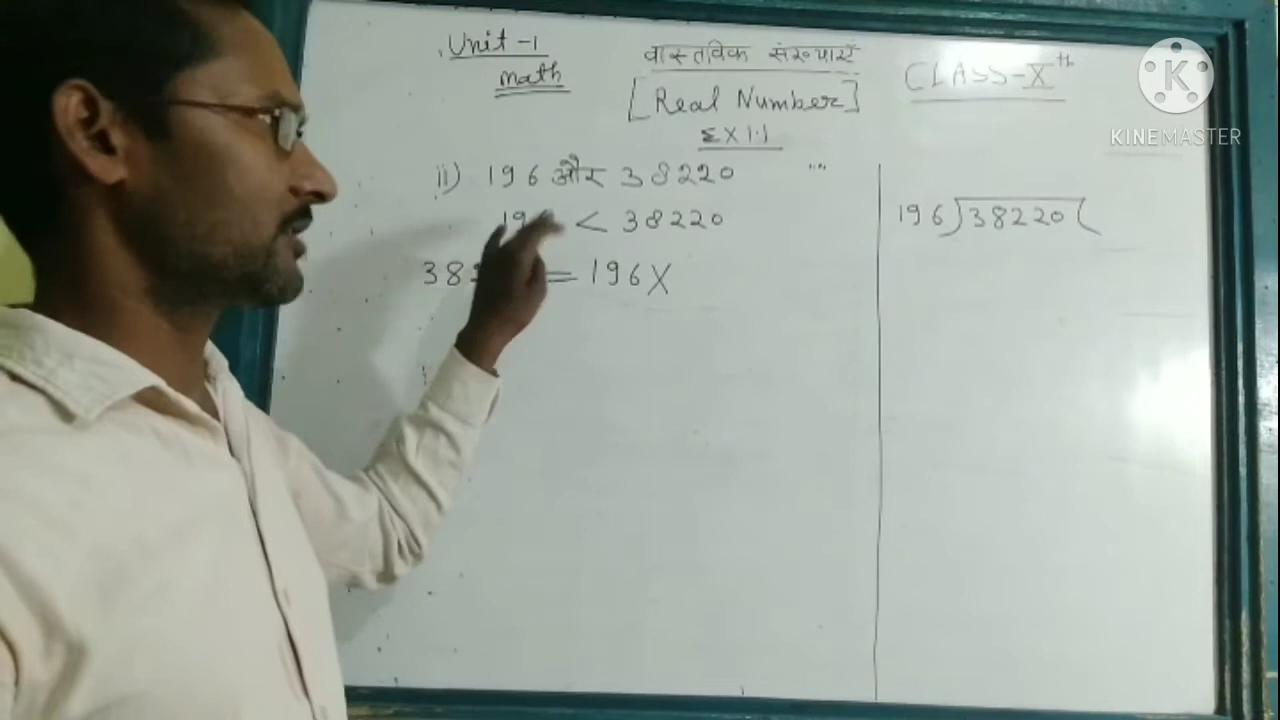 Unit-1
Math
वास्तविक संख्याएँ
[Real Number]
EX 1.1
CLASS-Xth
K
KINEMASTER
ii) 196 और 38220
196 < 38220
= 196 X
196)38220(